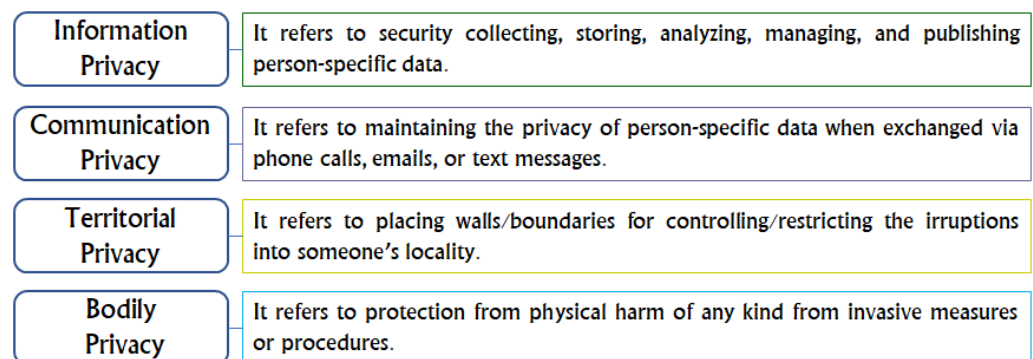 Information
Privacy
It refers to security collecting, storing, analyzing, managing, and publishing
person-specific data.
Communication
Privacy
It refers to maintaining the privacy of person-specific data when exchanged via
phone calls, emails, or text messages.
Territorial
Privacy
It refers to placing walls/boundaries for controlling/restricting the irruptions
into someone's locality.
Bodily
Privacy
It refers to protection from physical harm of any kind from invasive measures
or procedures.